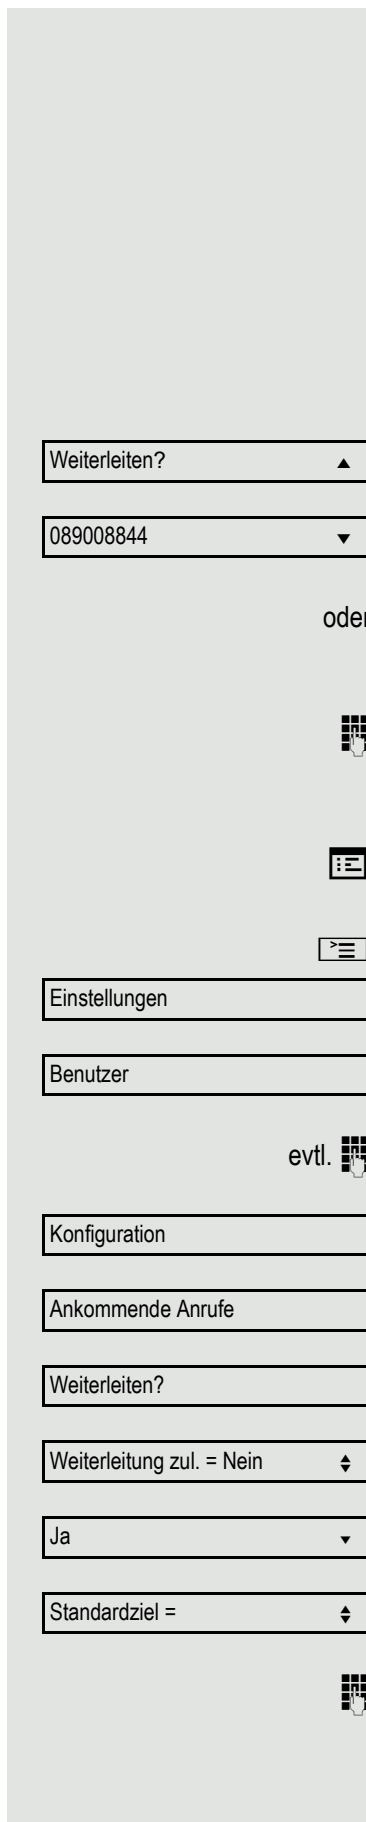 Weiterleiten?
089008844
oder
Einstellungen
Benutzer
evtl.
Konfiguration
Ankommende Anrufe
Weiterleiten?
Weiterleitung zul. = Nein
Ja
Standardziel =